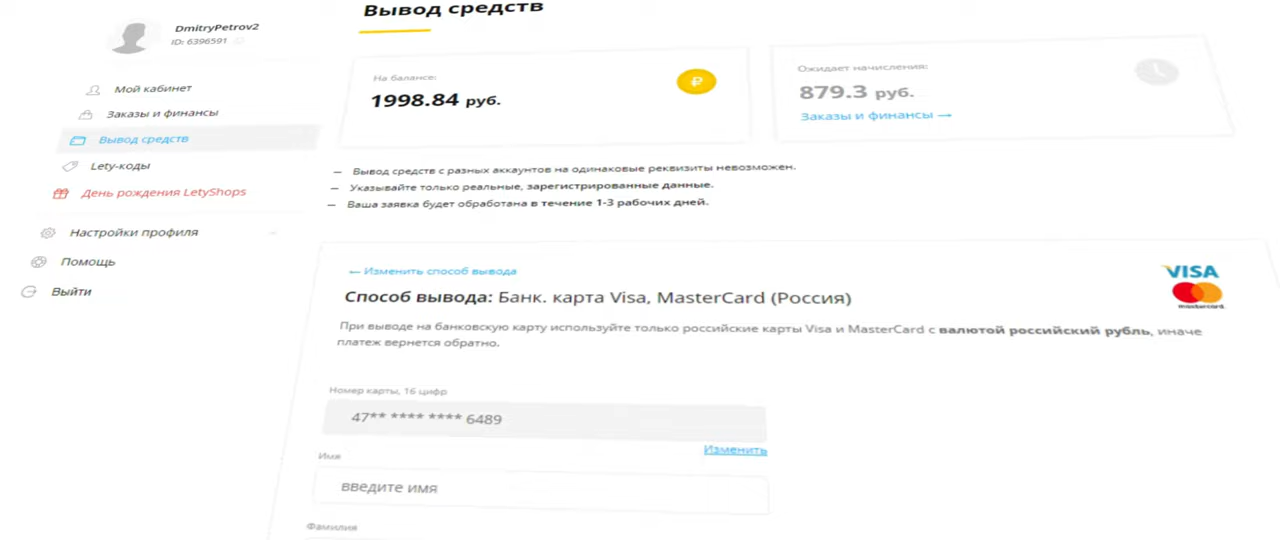 DmitryPetrov2
ID: 6396591
Мой кабинет
Заказы и финансы
Вывод средств
Lety-коды
День рождения LetyShops
Настройки профиля
Помощь
Выйти
Вывод средств
На балансе:
1998.84 руб.
₽
Ожидает начисления:
879.3 руб.
Заказы и финансы →
— Вывод средств с разных аккаунтов на одинаковые реквизиты невозможен.
— Указывайте только реальные, зарегистрированные данные.
— Ваша заявка будет обработана в течение 1-3 рабочих дней.
← Изменить способ вывода
Способ вывода: Банк. карта Visa, MasterCard (Россия)
VISA
mastercard.
При выводе на банковскую карту используйте только российские карты Visa и MasterCard с валютой российский рубль, иначе
платеж вернется обратно.
Номер карты, 16 цифр
47** **** **** 6489
Изменить
Имя
введите имя
Фамилия